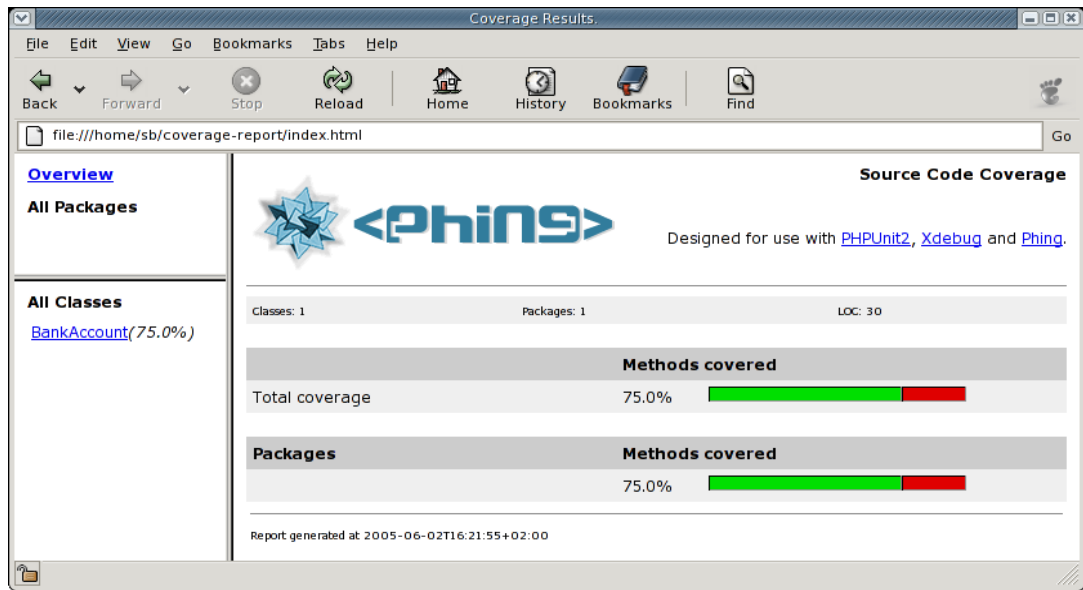 Coverage Results.
File Edit View Go Bookmarks Tabs Help
Back Forward Stop Reload Home History Bookmarks Find
file:///home/sb/coverage-report/index.html Go
Overview
All Packages
All Classes
BankAccount(75.0%)
<Phing>
Source Code Coverage
Designed for use with PHPUnit2, Xdebug and Phing.
Classes: 1 Packages: 1 LOC: 30
Methods covered
Total coverage 75.0%
Packages Methods covered
75.0%
Report generated at 2005-06-02T16:21:55+02:00